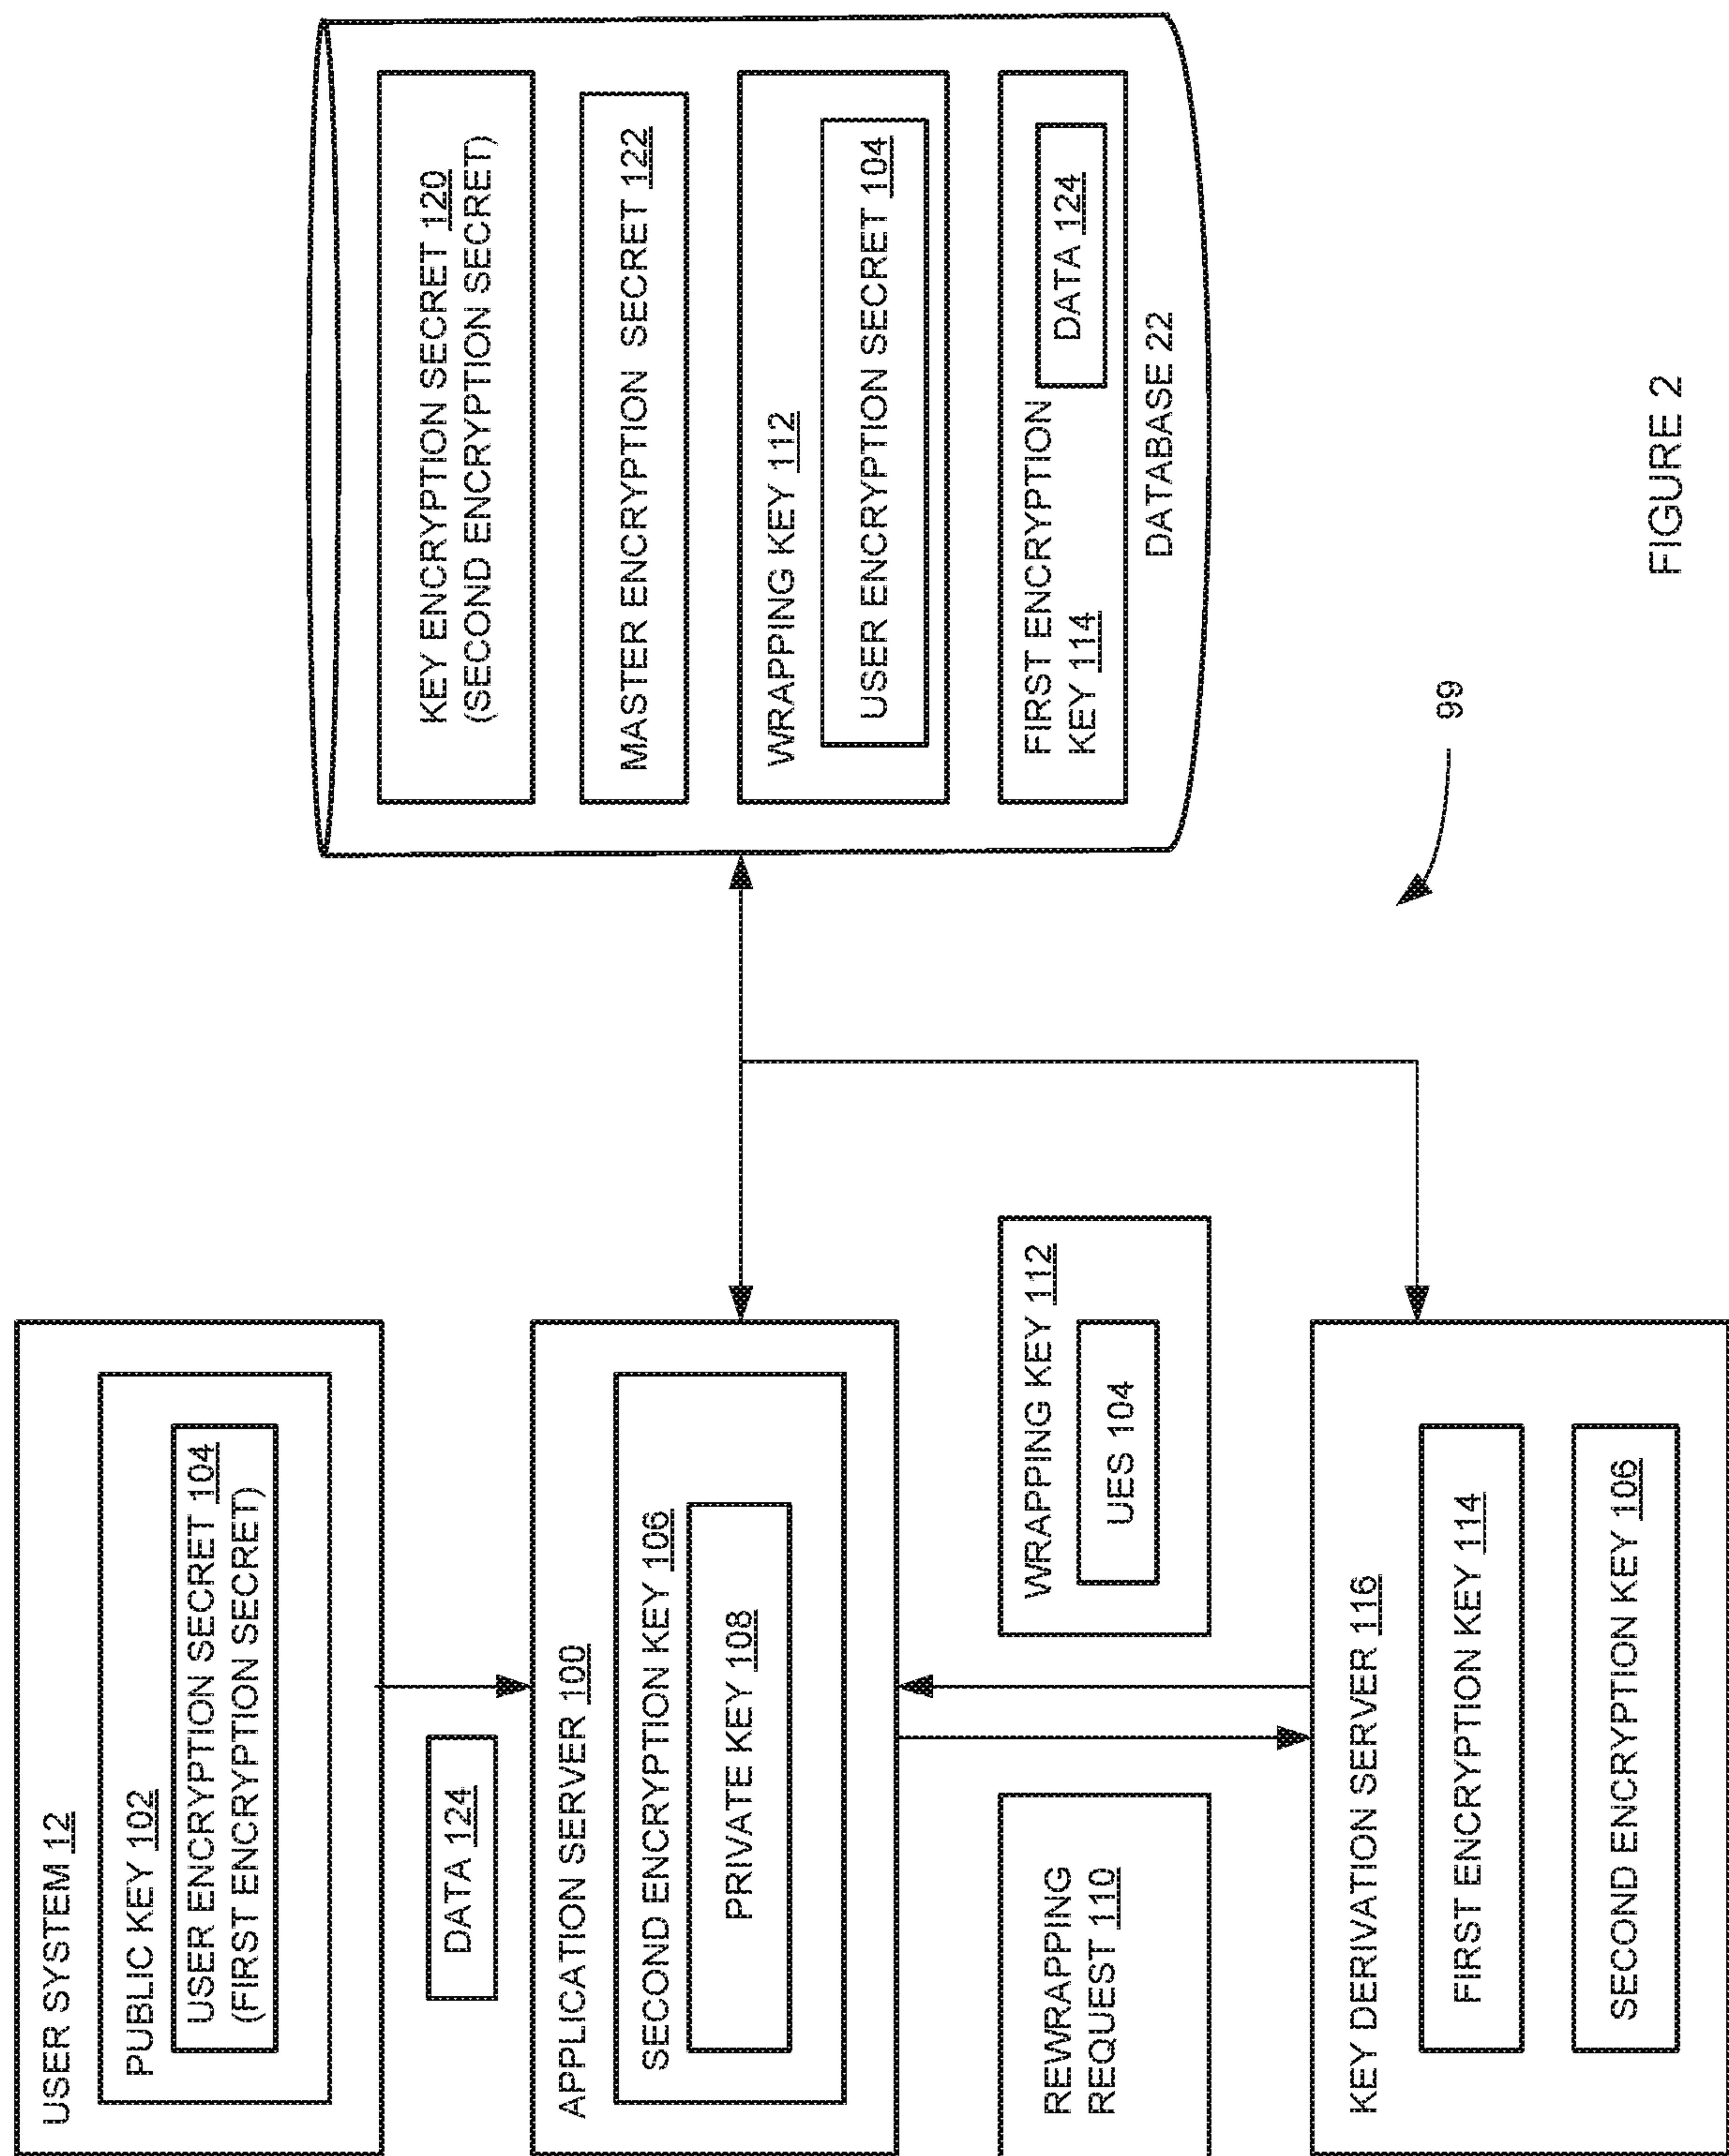 USER SYSTEM 12
PUBLIC KEY 102
USER ENCRYPTION SECRET 104
(FIRST ENCRYPTION SECRET)
DATA 124
APPLICATION SERVER 100
SECOND ENCRYPTION KEY 106
PRIVATE KEY 108
REWRAPPING
REQUEST 110
WRAPPING KEY 112
UES 104
KEY DERIVATION SERVER 116
FIRST ENCRYPTION KEY 114
SECOND ENCRYPTION KEY 106
KEY ENCRYPTION SECRET 120
(SECOND ENCRYPTION SECRET)
MASTER ENCRYPTION SECRET 122
WRAPPING KEY 112
USER ENCRYPTION SECRET 104
FIRST ENCRYPTION
KEY 114
DATA 124
DATABASE 22
99
FIGURE 2